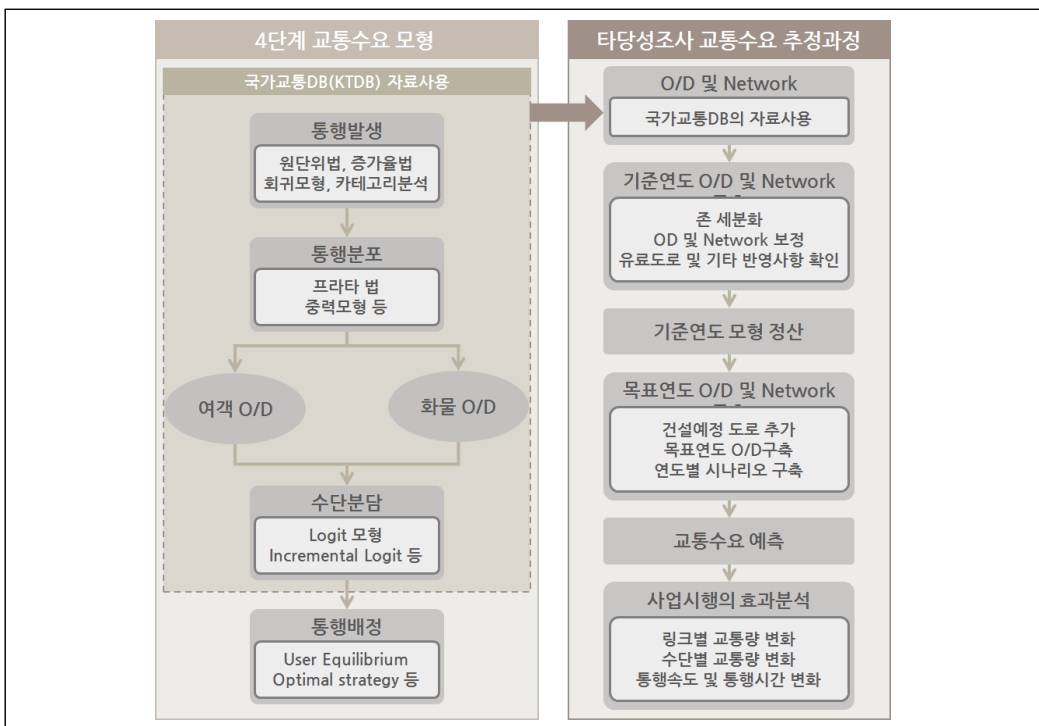 4단계 교통수요 모형
국가교통DB(KTDB) 자료사용
통행발생
원단위법, 증가율법
회귀모형, 카테고리분석
통행분포
프라타 법
중력모형 등
여객 O/D
화물 O/D
수단분담
Logit 모형
Incremental Logit 등
통행배정
User Equilibrium
Optimal strategy 등
타당성조사 교통수요 추정과정
O/D 및 Network
국가교통DB의 자료사용
기준연도 O/D 및 Network
존 세분화
OD 및 Network 보정
유료도로 및 기타 반영사항 확인
기준연도 모형 정산
목표연도 O/D 및 Network
건설예정 도로 추가
목표연도 O/D구축
연도별 시나리오 구축
교통수요 예측
사업시행의 효과분석
링크별 교통량 변화
수단별 교통량 변화
통행속도 및 통행시간 변화